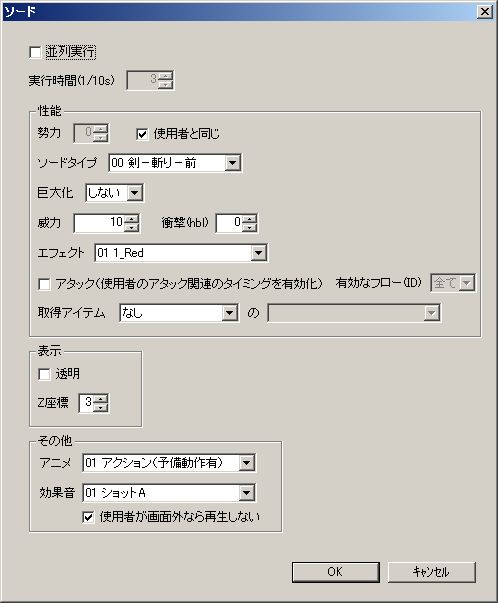 ソード
並列実行
実行時間(1/10s) 3
性能
勢力 0 使用者と同じ
ソードタイプ 00 剣－斬り－前
巨大化 しない
威力 10 衝撃(hbl) 0
エフェクト 01 1_Red
アタック(使用者のアタック関連のタイミングを有効化) 有効なフロー(ID) 全て
取得アイテム なし の
表示
透明
Z座標 3
その他
アニメ 01 アクション(予備動作有)
効果音 01 ショットA
使用者が画面外なら再生しない
OK キャンセル